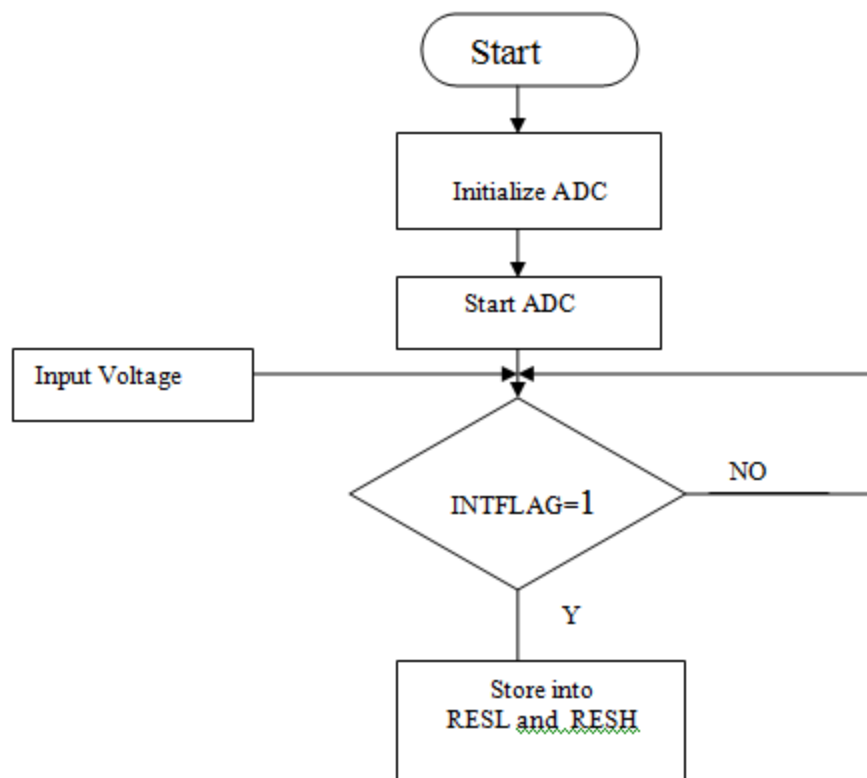 Start
Initialize ADC
Start ADC
Input Voltage
NO
INTFLAG=1
Y
Store into
RESL and RESH